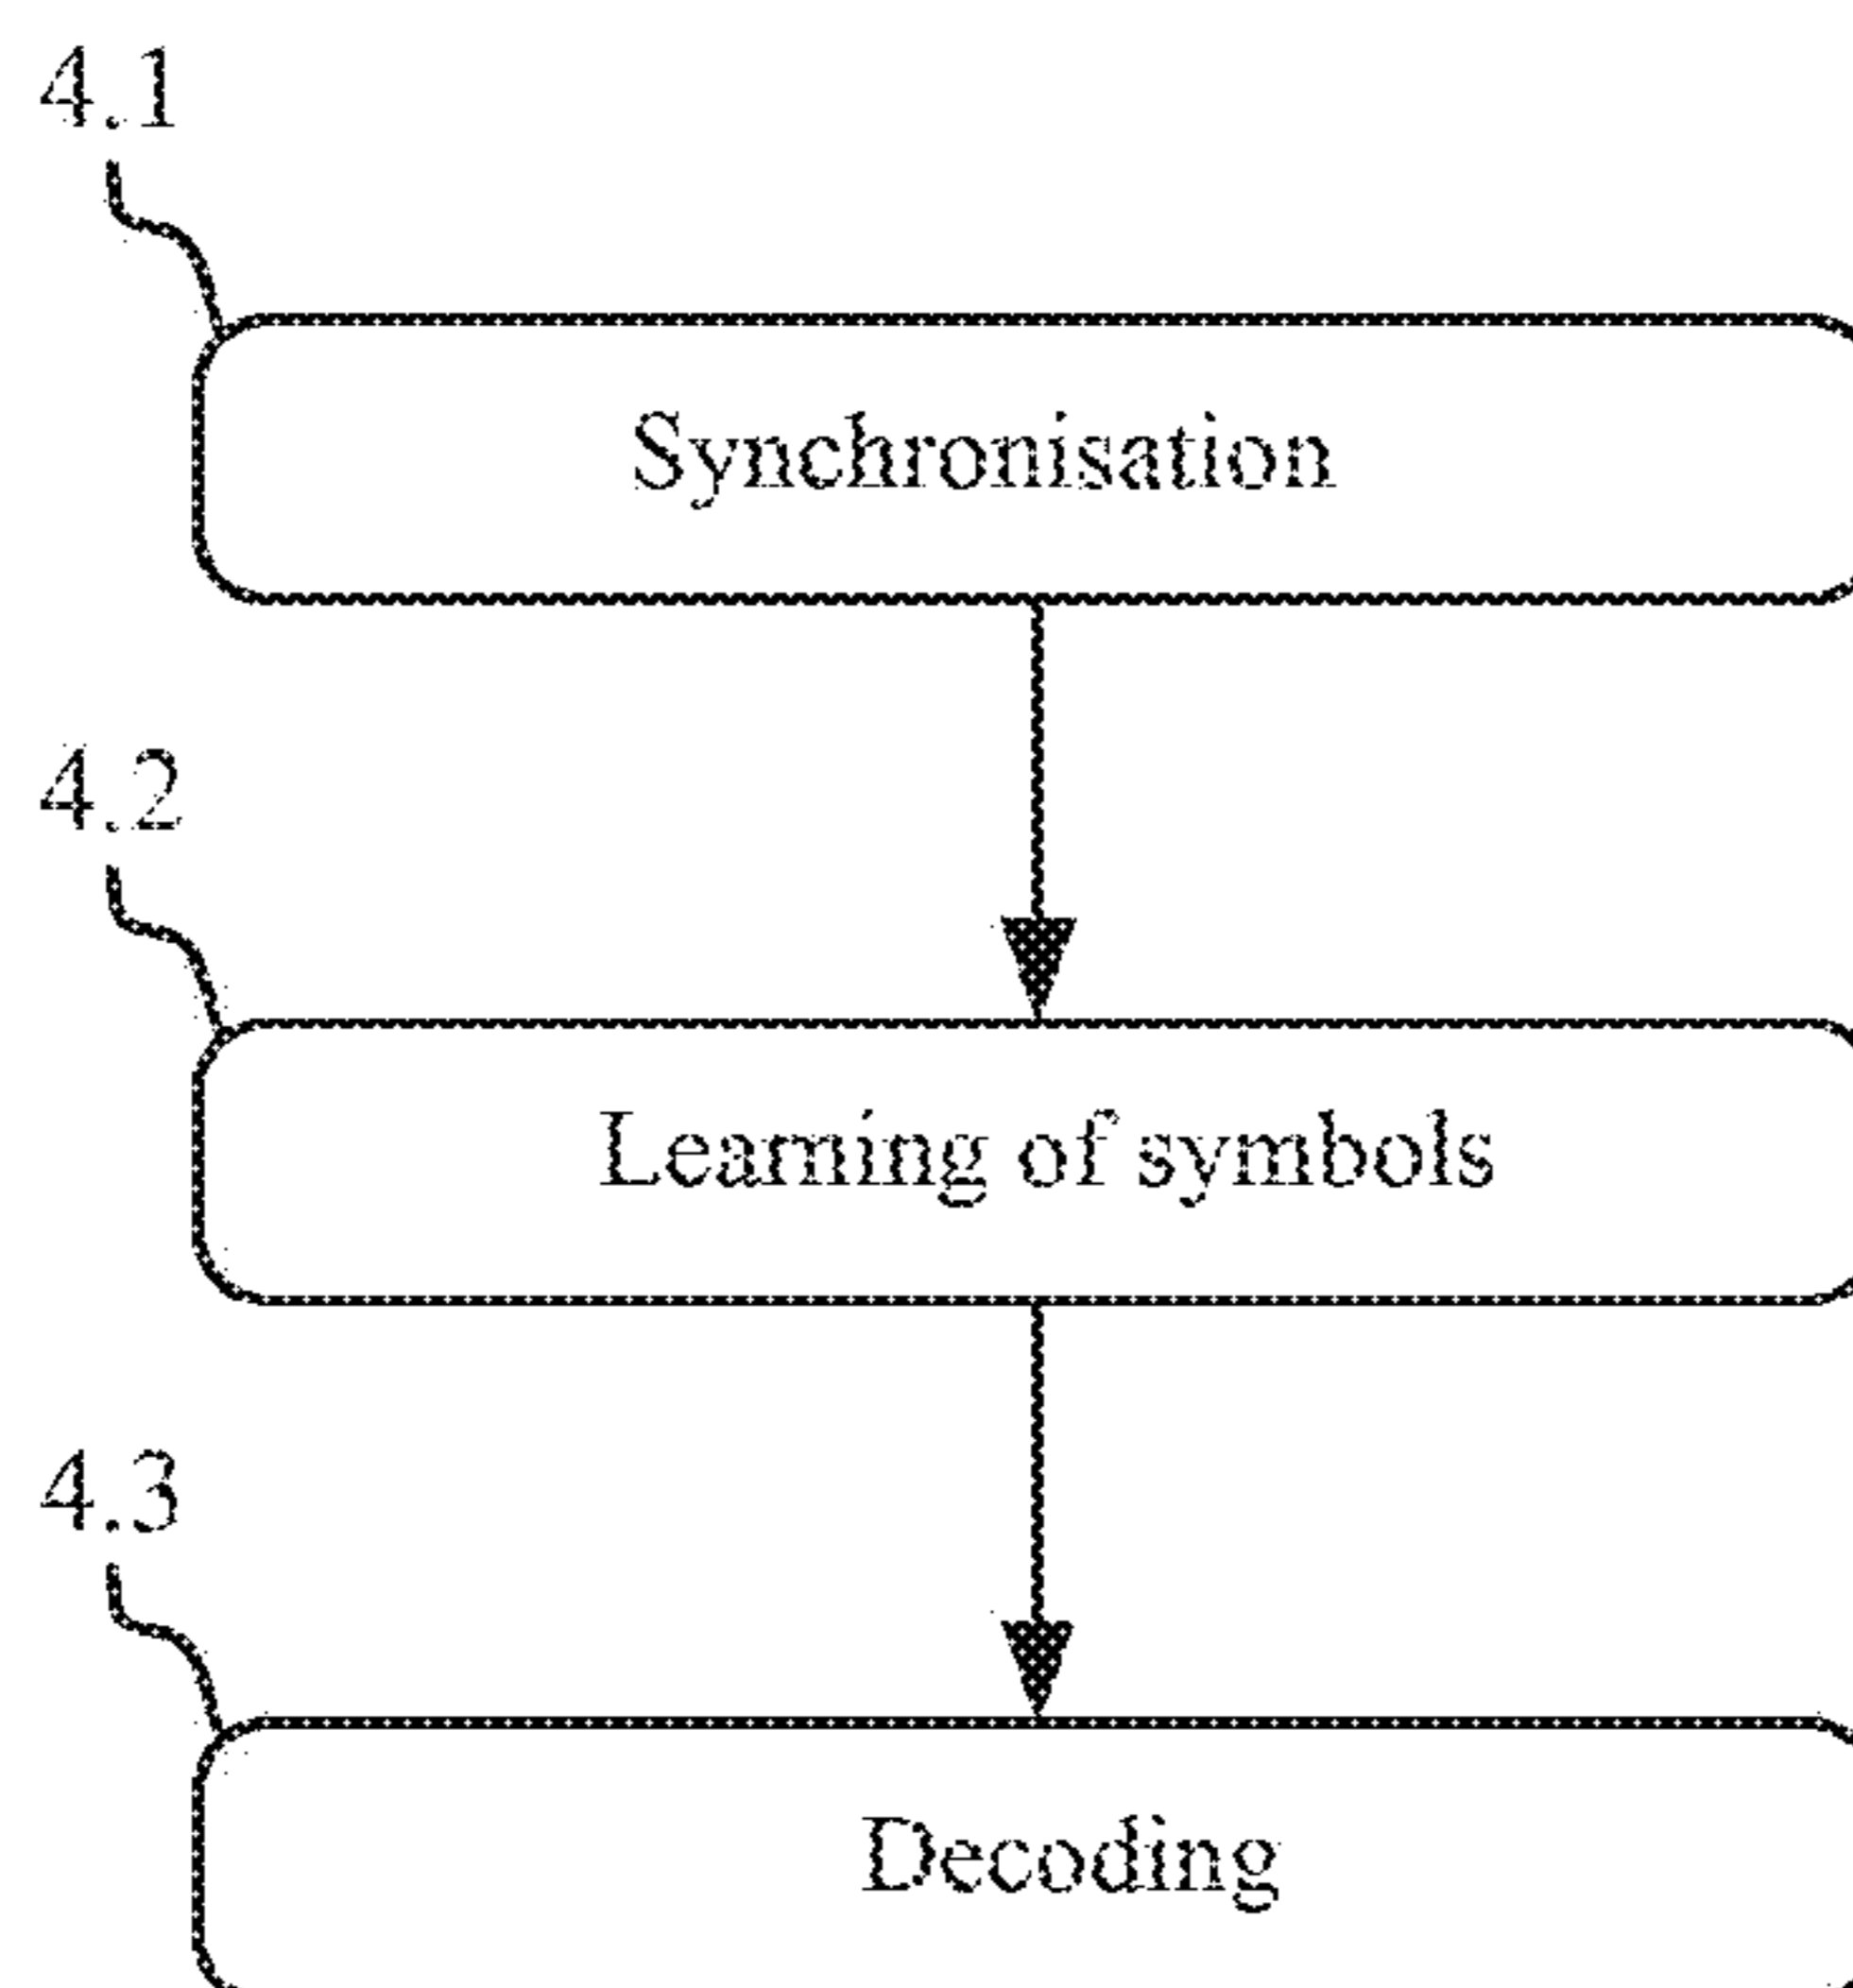 4.1
Synchronisation
4.2
Learning of symbols
4.3
Decoding